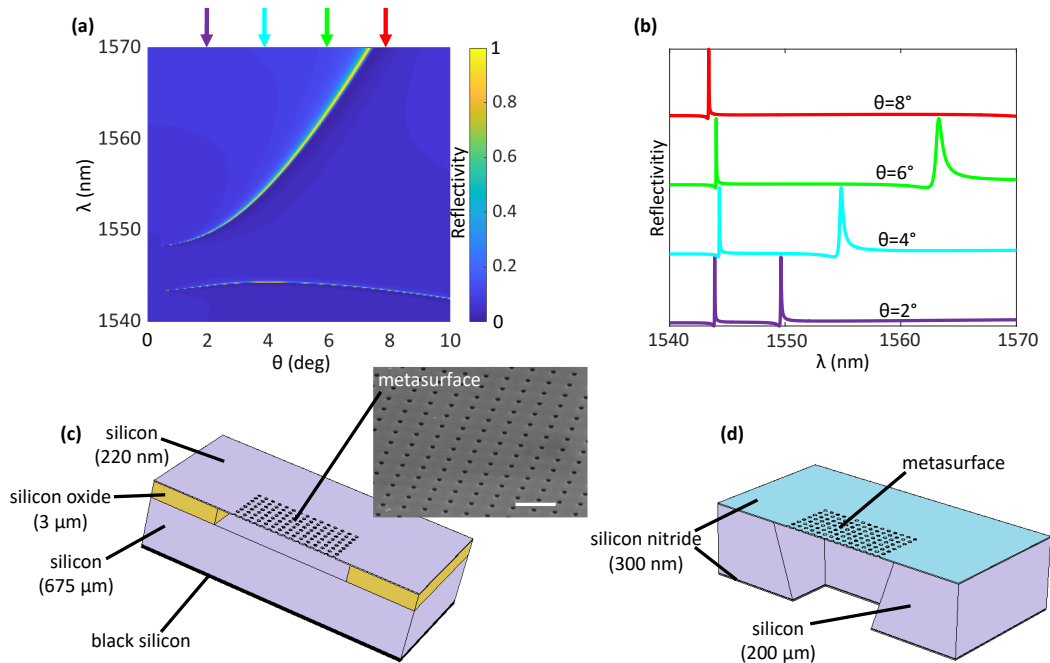 (a)
1570
1560
1550
1540
λ (nm)
0
2
4
6
8
10
θ (deg)
1
0.8
0.6
0.4
0.2
0
Reflectivity
(b)
Reflectivitiy
θ=8°
θ=6°
θ=4°
θ=2°
1540
1550
1560
1570
λ (nm)
(c)
metasurface
silicon
(220 nm)
silicon oxide
(3 μm)
silicon
(675 μm)
black silicon
(d)
metasurface
silicon nitride
(300 nm)
silicon
(200 μm)